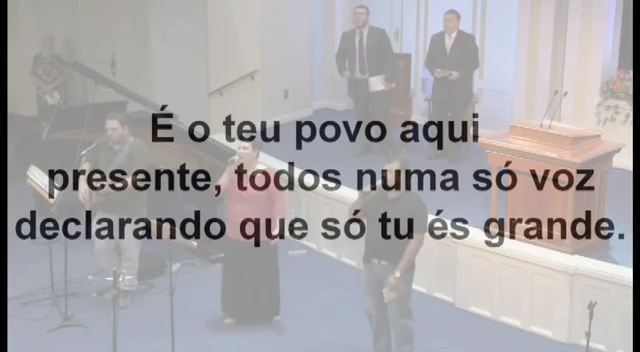 É o teu povo aqui
presente, todos numa só voz
declarando que só tu és grande.